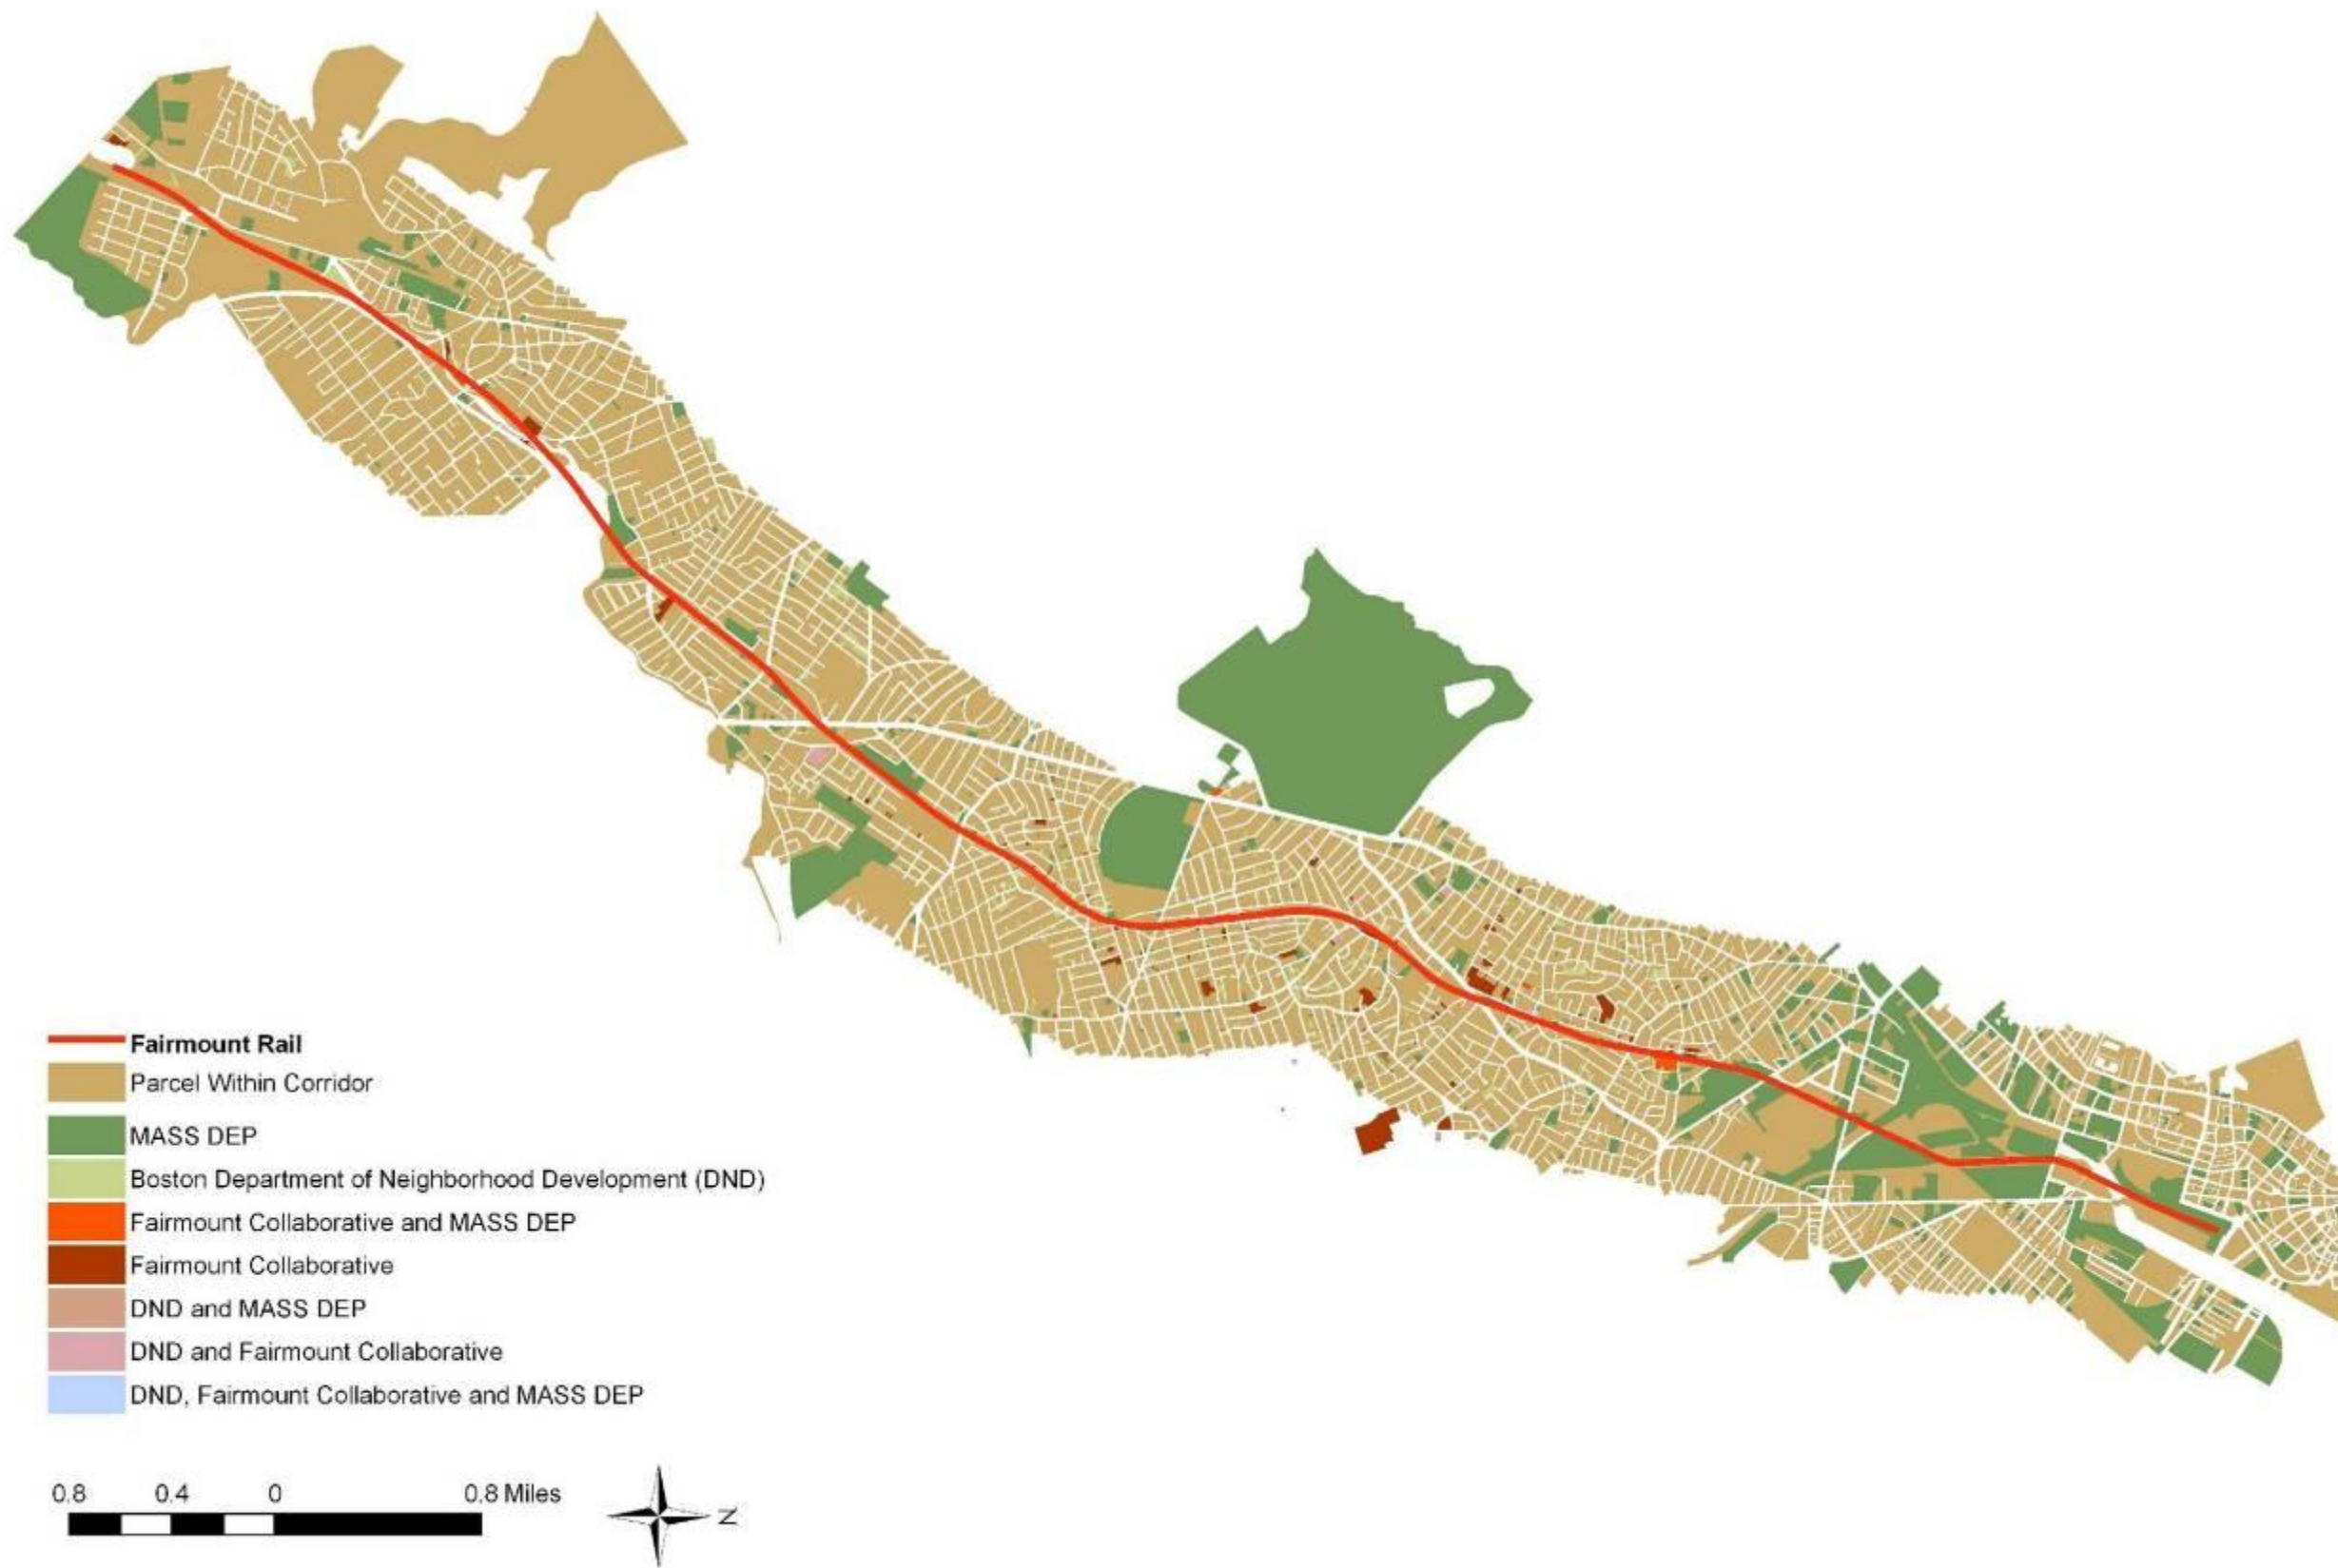 Fairmount Rail
Parcel Within Corridor
MASS DEP
Boston Department of Neighborhood Development (DND)
Fairmount Collaborative and MASS DEP
Fairmount Collaborative
DND and MASS DEP
DND and Fairmount Collaborative
DND, Fairmount Collaborative and MASS DEP
0.8 0.4 0 0.8 Miles
N